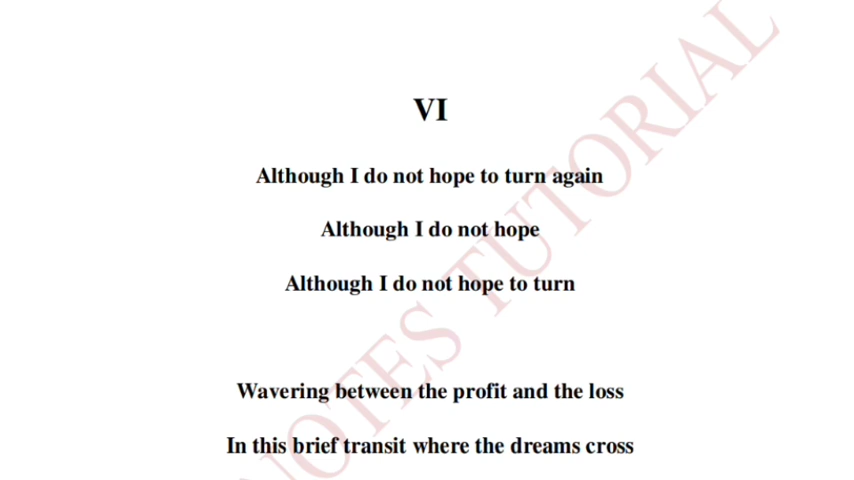 VI
Although I do not hope to turn again
Although I do not hope
Although I do not hope to turn
Wavering between the profit and the loss
In this brief transit where the dreams cross
NOTES TUTORIAL